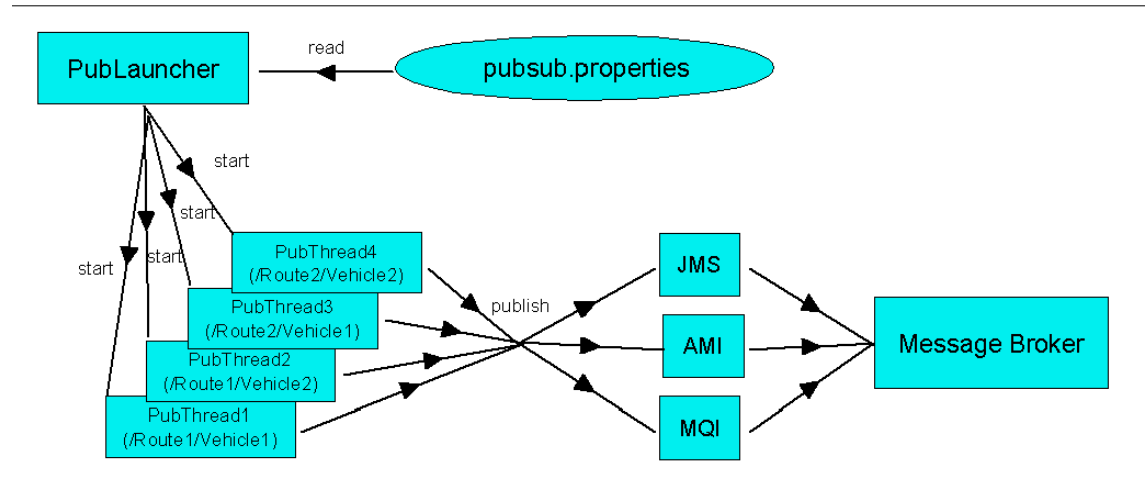 read
PubLauncher
pubsub.properties
start
start
start
start
PubThread4
(/Route2/Vehicle2)
PubThread3
(/Route2/Vehicle1)
PubThread2
(/Route1/Vehicle2)
PubThread1
(/Route1/Vehicle1)
publish
JMS
AMI
MQI
Message Broker